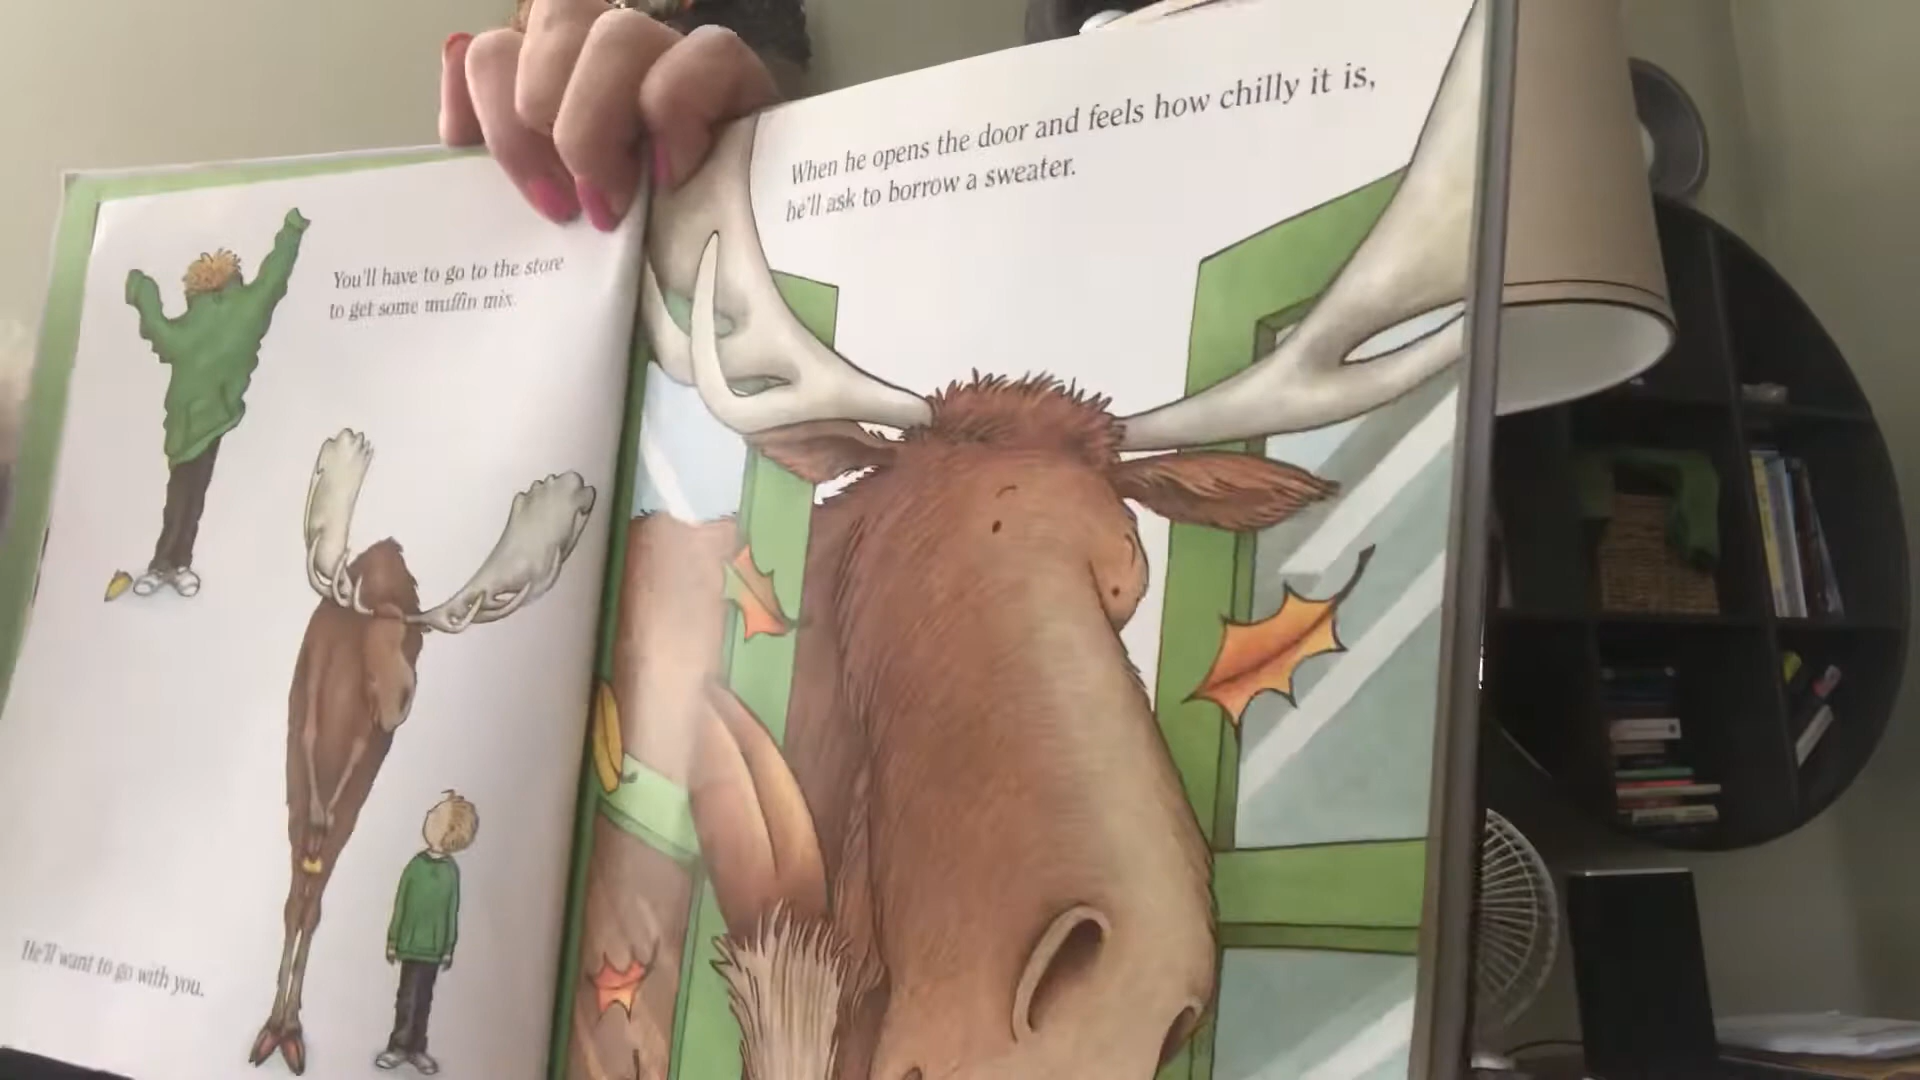 You'll have to go to the store
to get some muffin mix.
He'll want to go with you.
When he opens the door and feels how chilly it is,
he'll ask to borrow a sweater.